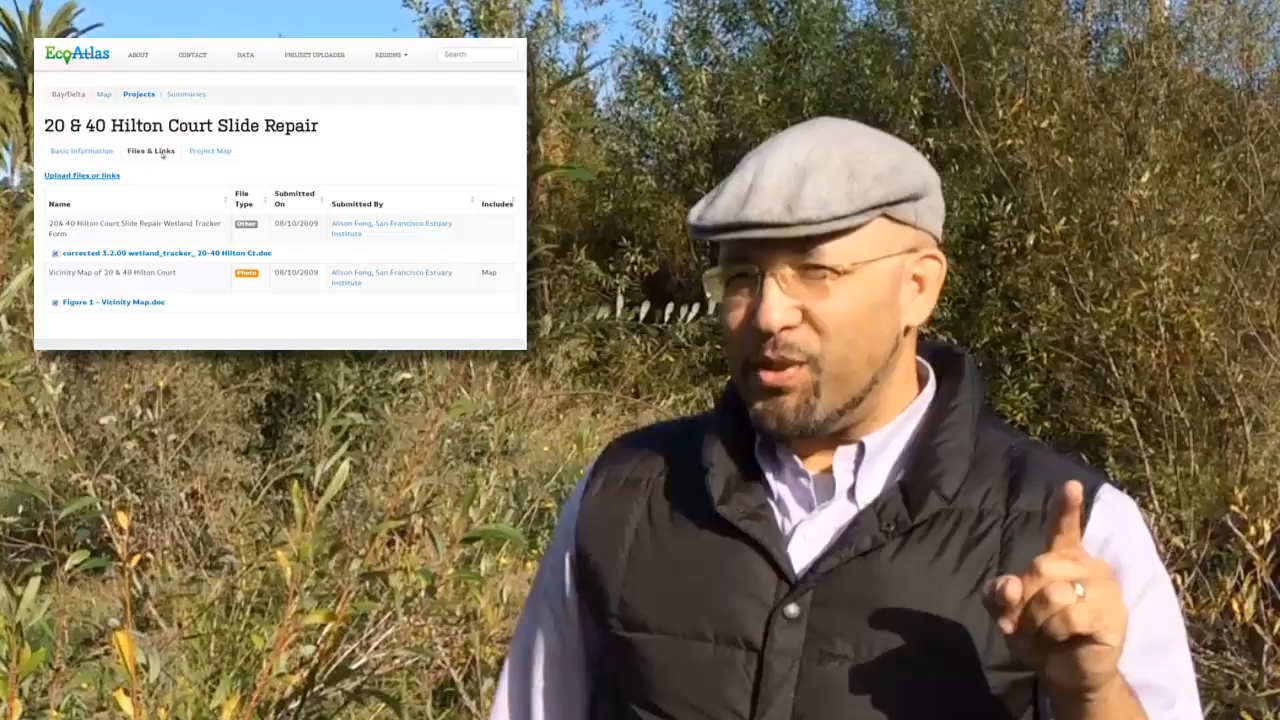 EcoAtlas ABOUT CONTACT DATA PROJECT UPLOADER REGIONS Search
Bay/Delta Map Projects Summaries
20 & 40 Hilton Court Slide Repair
Basic Information Files & Links Project Map
Upload files or links
Name File Type Submitted On Submitted By Includes
20& 40 Hilton Court Slide Repair Wetland Tracker Form Other 08/10/2009 Alison Fong, San Francisco Estuary Institute
corrected 3.2.09 wetland_tracker_ 20-40 Hilton Ct.doc
Vicinity Map of 20 & 40 Hilton Court Photo 08/10/2009 Alison Fong, San Francisco Estuary Institute Map
Figure 1 - Vicinity Map.doc